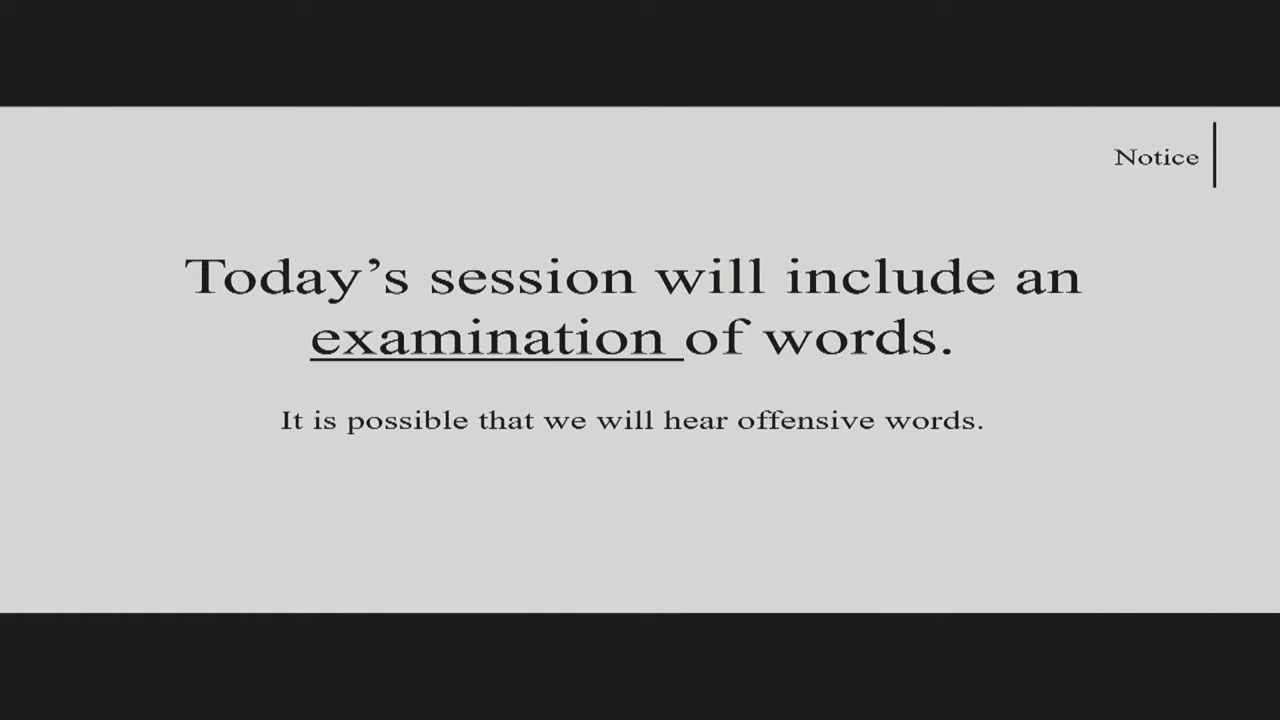 Notice
Today’s session will include an
examination of words.
It is possible that we will hear offensive words.